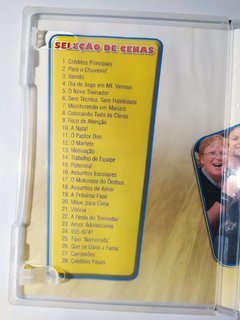 SELEÇÃO DE CENAS
1 Créditos Principais
2 Para o Chuveiro!
3 Banido
4 Dia de Jogo em Mt. Vernon
5 O Novo Treinador
6 Sem Técnica, Sem Habilidade
7 Monitorando um Maluco
8 Colocando Tudo às Claras
9 Foco de Atenção
10 A Nata!
11 O Pastor Don
12 O Martelo
13 Motivação
14 Trabalho de Equipe
15 Potencial
16 Assuntos Escolares
17 O Motorista do Ônibus
18 Assuntos de Amor
19 A Próxima Fase
20 Mãos para Cima
21 Vitória
22 A Festa do Treinador
23 Amor Adolescente
24 555-9741
25 Tipo 'Namorada'
26 Que se Dane a Fama
27 Campeões
28 Créditos Finais